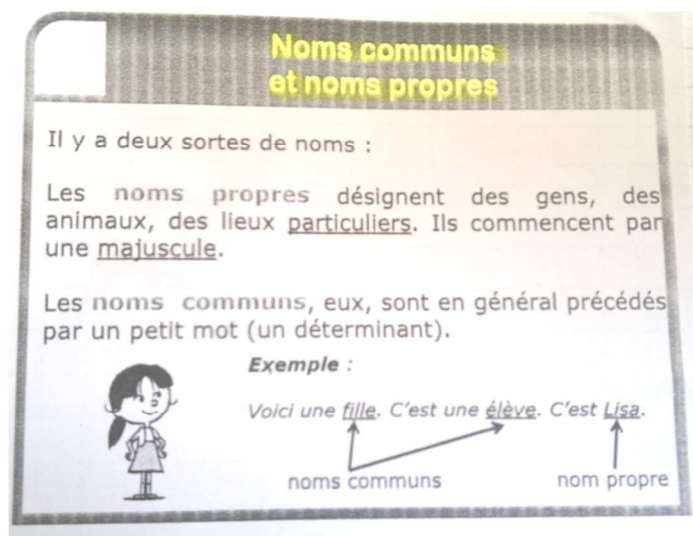 Noms communs
et noms propres
Il y a deux sortes de noms :
Les noms propres désignent des gens, des
animaux, des lieux particuliers. Ils commencent par
une majuscule.
Les noms communs, eux, sont en général précédés
par un petit mot (un déterminant).
Exemple :
Voici une fille. C'est une élève. C'est Lisa.
noms communs nom propre